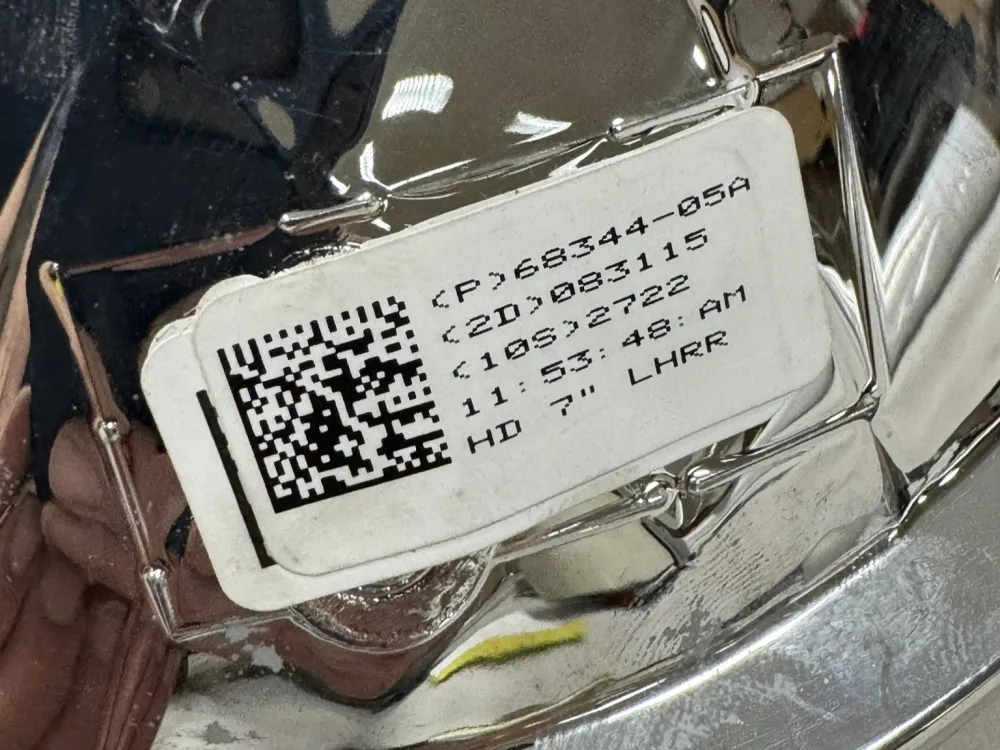 (P)68344-05A
(2D)083115
(10S)2722
11:53:48:AM
HD 7" LHRR